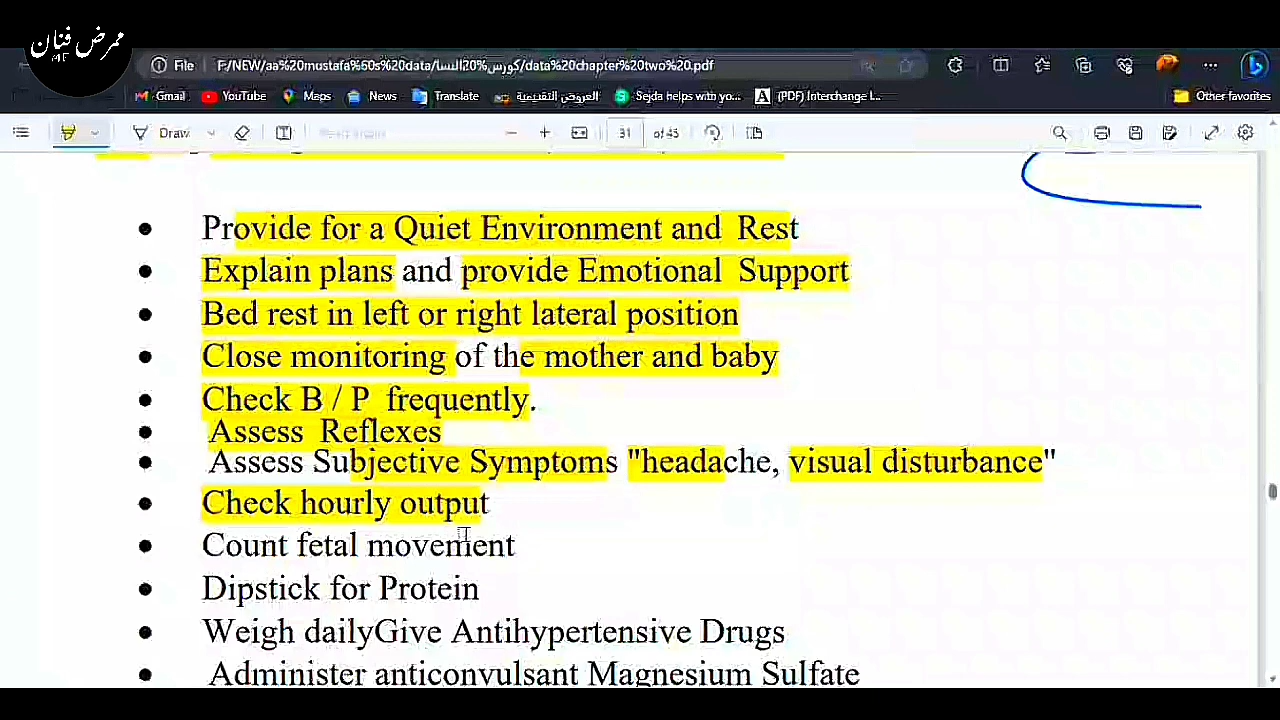 ممرض فنان
MF
File F:/NEW/aa%20mustafa%60s%20data/كورس%20النسا/data%20chapter%20two%20.pdf
Gmail YouTube Maps News Translate العروض التقديمية Sejda helps with yo... (PDF) Interchange I... Other favorites
Draw 31 of 45
Provide for a Quiet Environment and Rest
Explain plans and provide Emotional Support
Bed rest in left or right lateral position
Close monitoring of the mother and baby
Check B / P frequently.
Assess Reflexes
Assess Subjective Symptoms "headache, visual disturbance"
Check hourly output
Count fetal movement
Dipstick for Protein
Weigh dailyGive Antihypertensive Drugs
Administer anticonvulsant Magnesium Sulfate